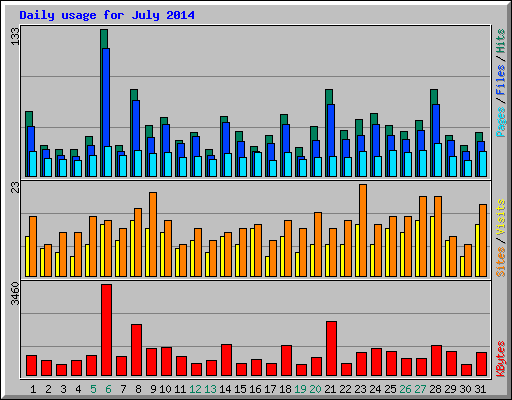 Daily usage for July 2014
133
Pages / Files / Hits
23
Sites / Visits
3460
KBytes
1 2 3 4 5 6 7 8 9 10 11 12 13 14 15 16 17 18 19 20 21 22 23 24 25 26 27 28 29 30 31